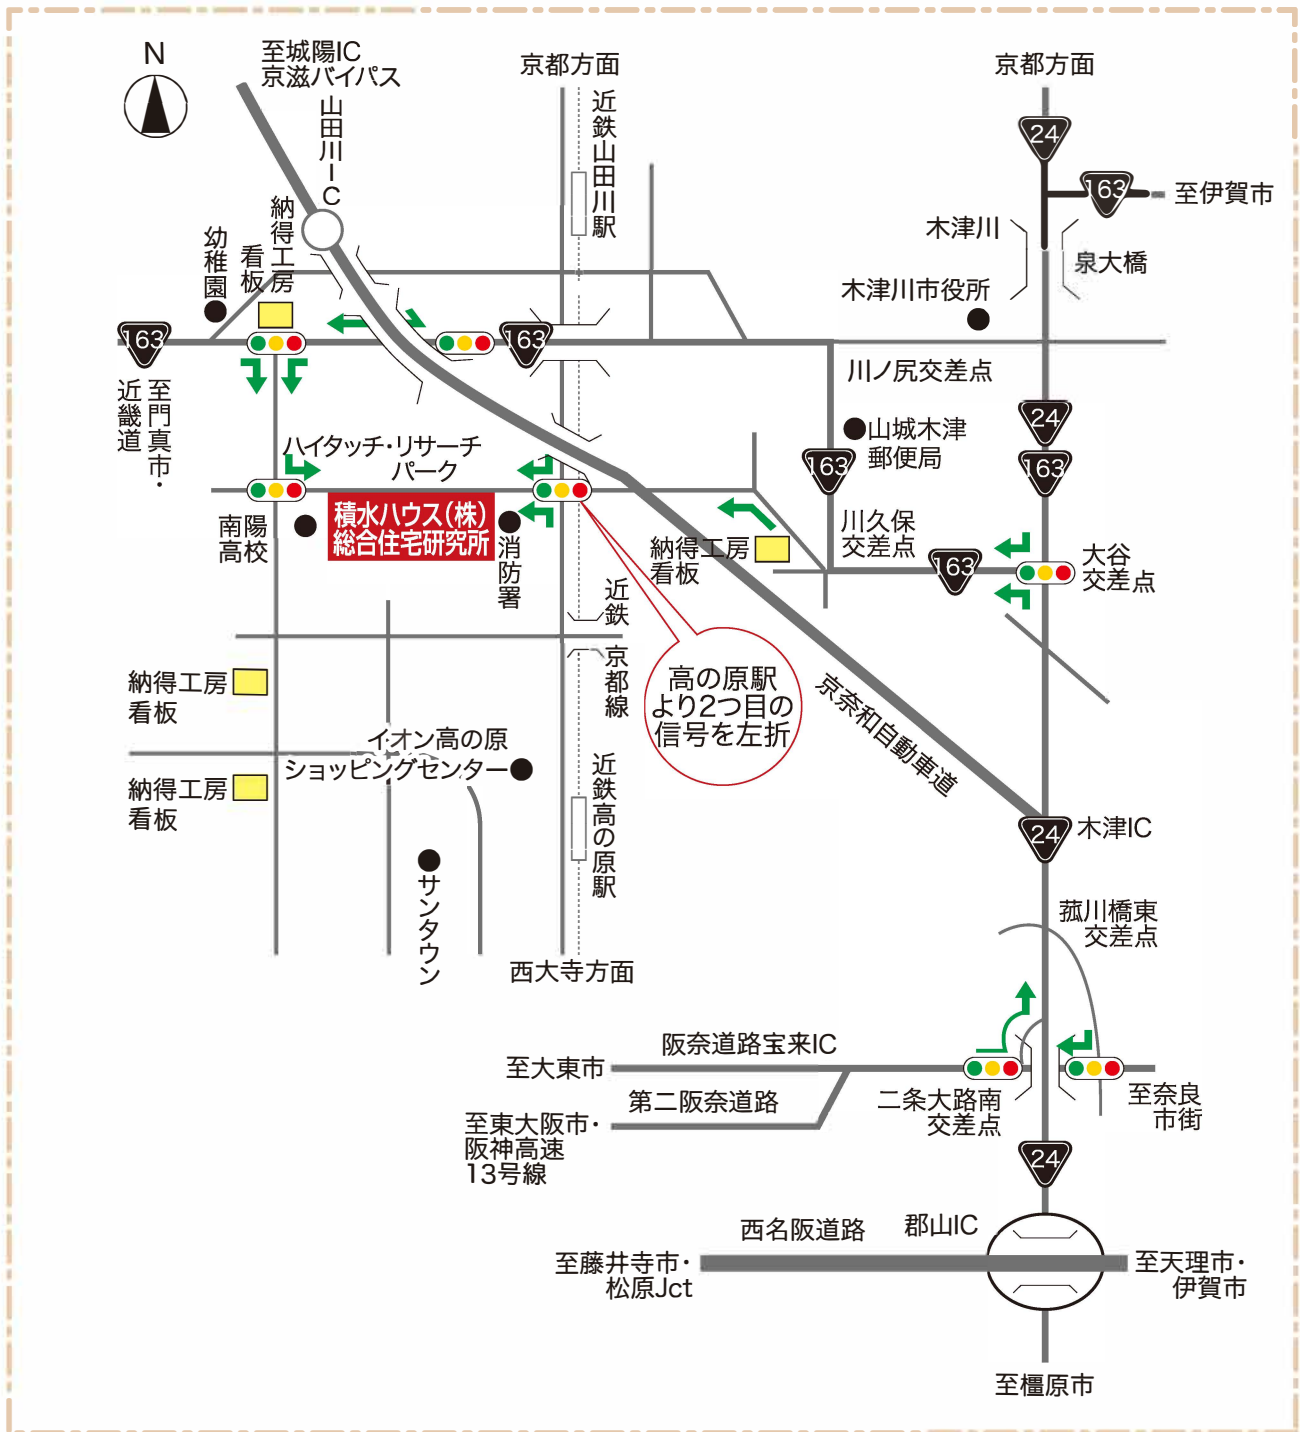 N
至城陽IC
京滋バイパス
山田川IC
京都方面
近鉄山田川駅
京都方面
24
163
至伊賀市
木津川
泉大橋
木津川市役所
納得工房
看板
幼稚園
163
163
至門真市・
近畿道
川ノ尻交差点
24
163
山城木津
郵便局
163
ハイタッチ・リサーチ
パーク
積水ハウス(株)
総合住宅研究所
南陽
高校
消防署
川久保
交差点
納得工房
看板
163
大谷
交差点
近鉄
京都線
高の原駅
より2つ目の
信号を左折
京奈和自動車道
納得工房
看板
イオン高の原
ショッピングセンター
納得工房
看板
近鉄高の原駅
24
木津IC
サンタウン
西大寺方面
菰川橋東
交差点
阪奈道路宝来IC
至大東市
第二阪奈道路
至東大阪市・
阪神高速
13号線
二条大路南
交差点
至奈良
市街
24
西名阪道路
郡山IC
至藤井寺市・
松原Jct
至天理市・
伊賀市
至橿原市